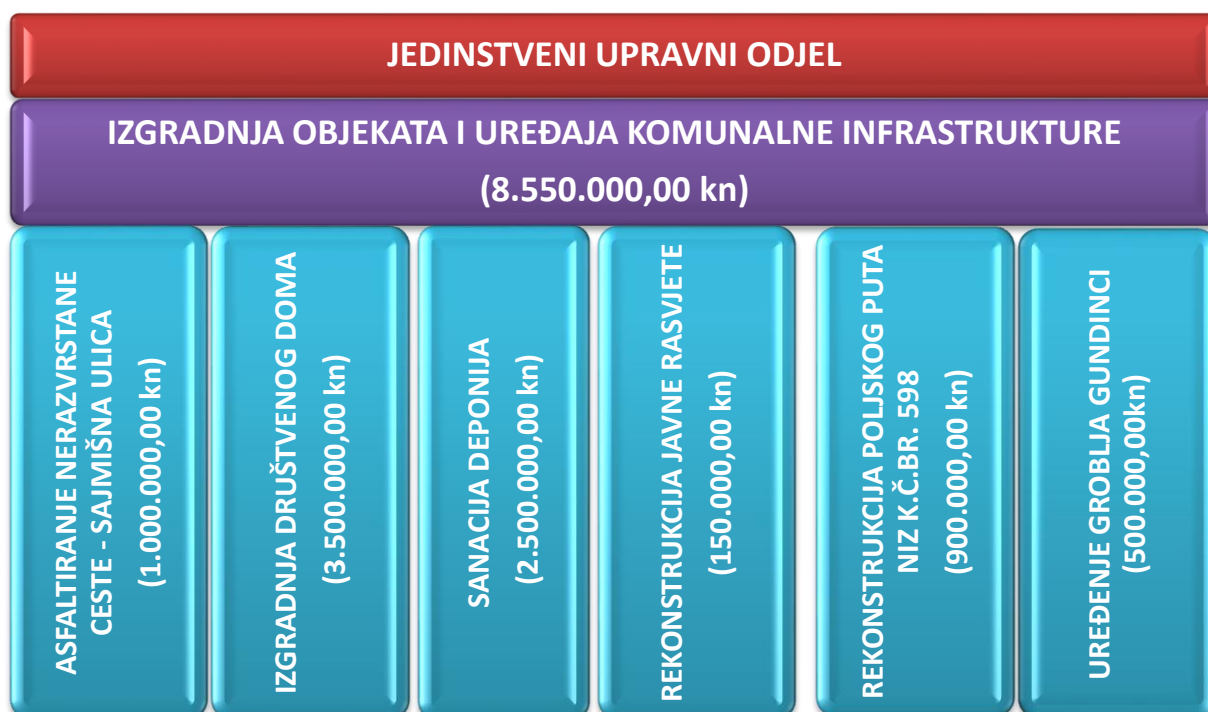 JEDINSTVENI UPRAVNI ODJEL
IZGRADNJA OBJEKATA I UREĐAJA KOMUNALNE INFRASTRUKTURE
(8.550.000,00 kn)
ASFALTIRANJE NERAZVRSTANE
CESTE - SAJMIŠNA ULICA
(1.000.000,00 kn)
IZGRADNJA DRUŠTVENOG DOMA
(3.500.000,00 kn)
SANACIJA DEPONIJA
(2.500.000,00 kn)
REKONSTRUKCIJA JAVNE RASVJETE
(150.000,00 kn)
REKONSTRUKCIJA POLJSKOG PUTA
NIZ K.Č.BR. 598
(900.000,00 kn)
UREĐENJE GROBLJA GUNDINCI
(500.000,00kn)